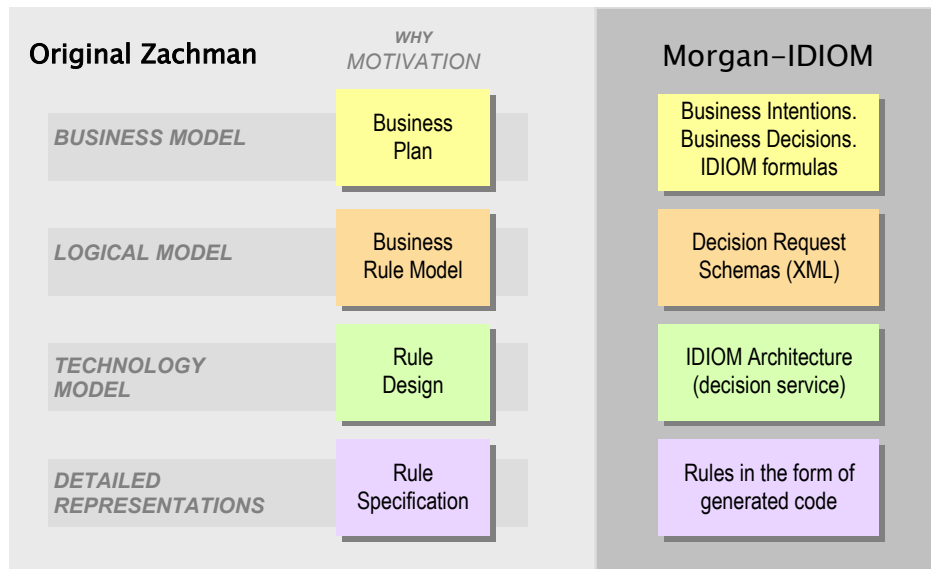 Original Zachman
WHY
MOTIVATION
Morgan-IDIOM
BUSINESS MODEL
Business
Plan
Business Intentions.
Business Decisions.
IDIOM formulas
LOGICAL MODEL
Business
Rule Model
Decision Request
Schemas (XML)
TECHNOLOGY
MODEL
Rule
Design
IDIOM Architecture
(decision service)
DETAILED
REPRESENTATIONS
Rule
Specification
Rules in the form of
generated code